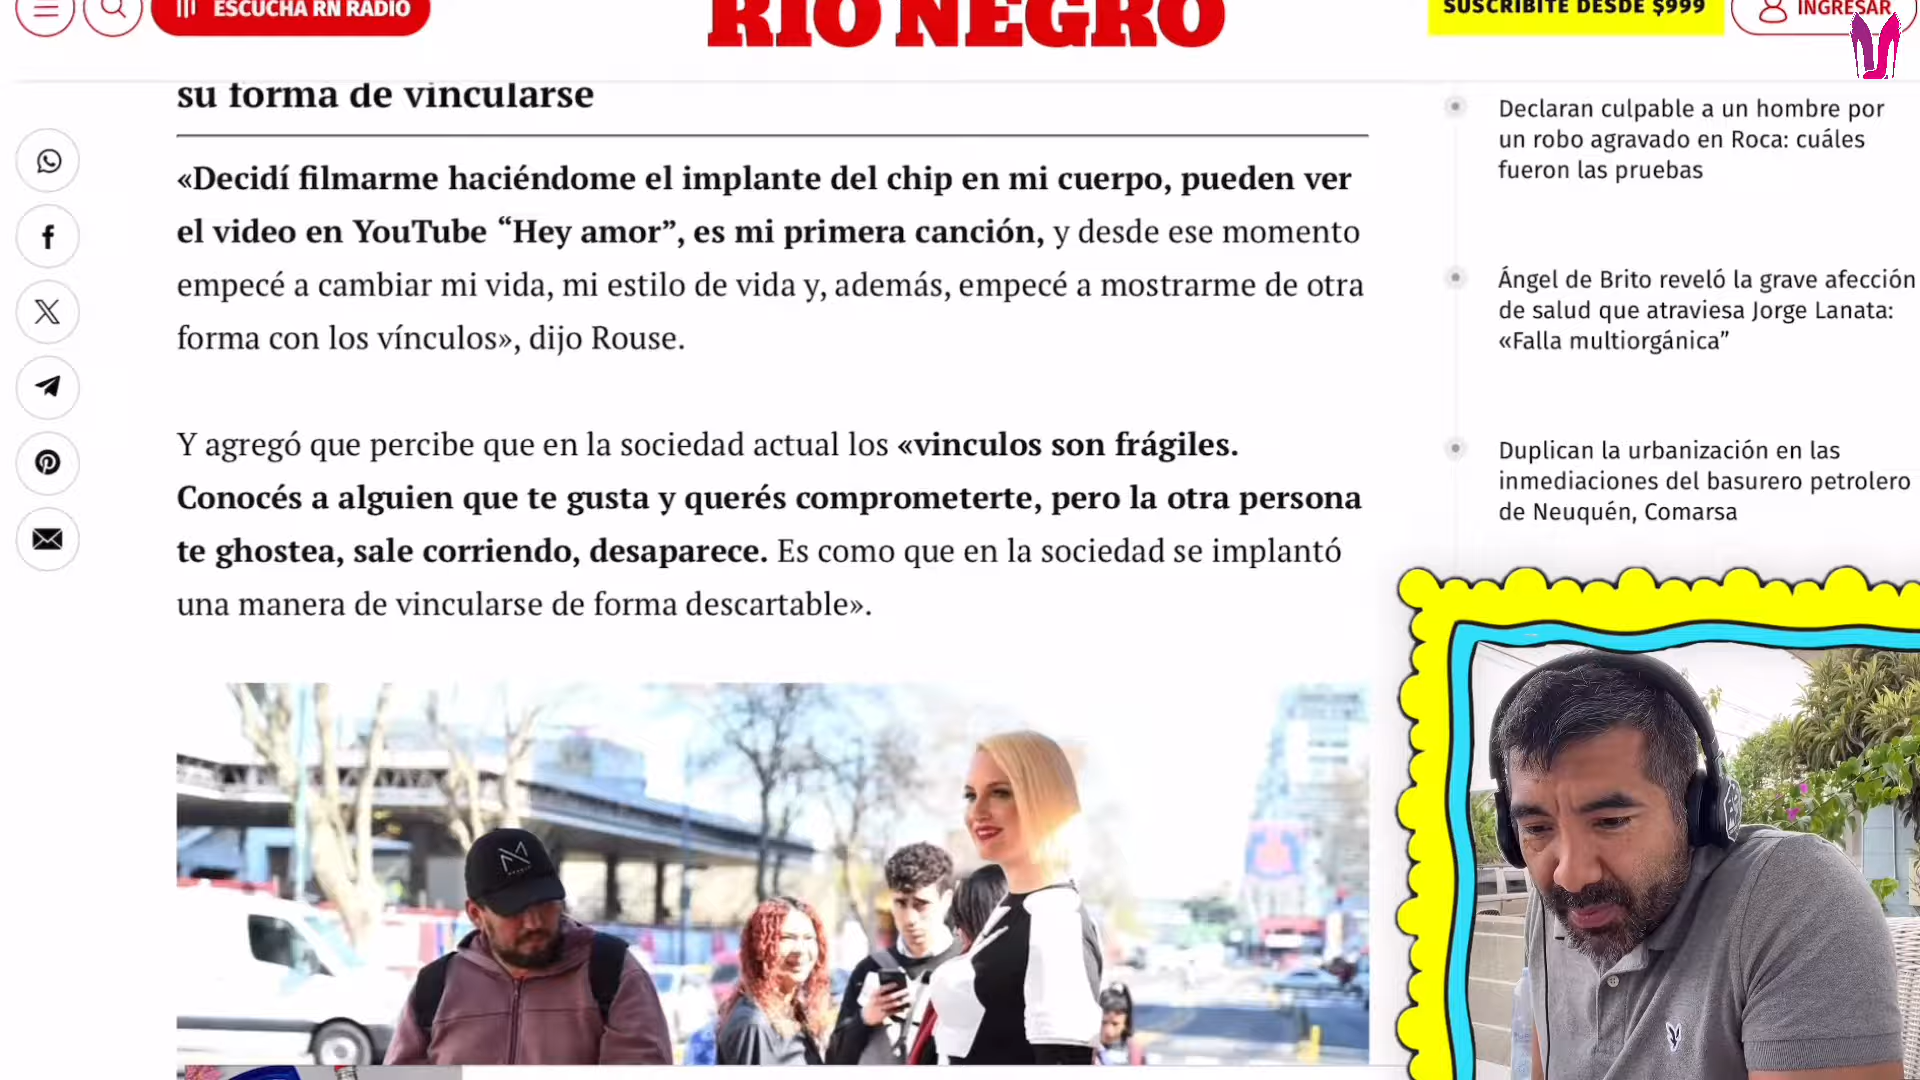 ESCUCHA RN RADIO
RIO NEGRO
SUSCRIBITE DESDE $999
INGRESAR
su forma de vincularse
«Decidí filmarme haciéndome el implante del chip en mi cuerpo, pueden ver
el video en YouTube “Hey amor”, es mi primera canción, y desde ese momento
empecé a cambiar mi vida, mi estilo de vida y, además, empecé a mostrarme de otra
forma con los vínculos», dijo Rouse.
Y agregó que percibe que en la sociedad actual los «vinculos son frágiles.
Conocés a alguien que te gusta y querés comprometerte, pero la otra persona
te ghostea, sale corriendo, desaparece. Es como que en la sociedad se implantó
una manera de vincularse de forma descartable».
Declaran culpable a un hombre por
un robo agravado en Roca: cuáles
fueron las pruebas
Ángel de Brito reveló la grave afección
de salud que atraviesa Jorge Lanata:
«Falla multiorgánica”
Duplican la urbanización en las
inmediaciones del basurero petrolero
de Neuquén, Comarsa